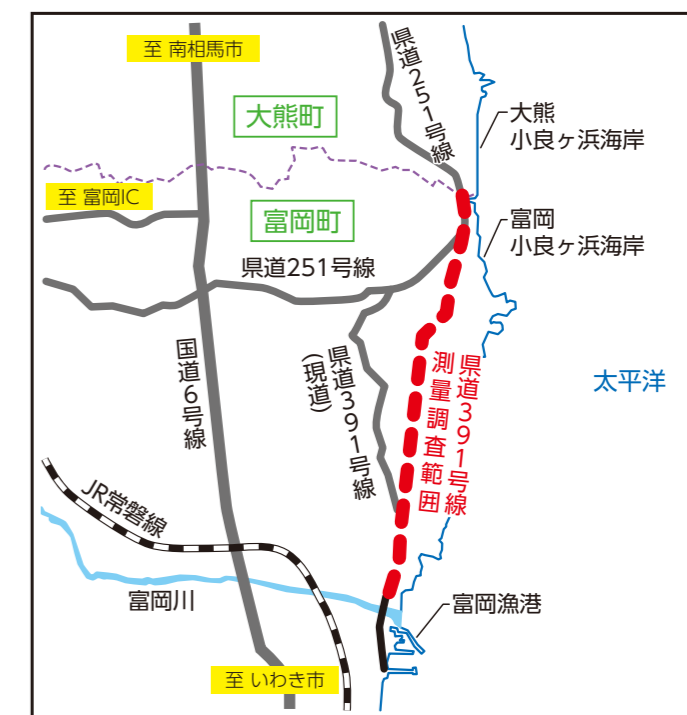 至 南相馬市
県道251号線
大熊町
大熊
小良ヶ浜海岸
至 富岡IC
富岡町
富岡
小良ヶ浜海岸
県道251号線
国道6号線
県道391号線
(現道)
県道391号線
測量調査範囲
太平洋
JR常磐線
富岡川
富岡漁港
至 いわき市